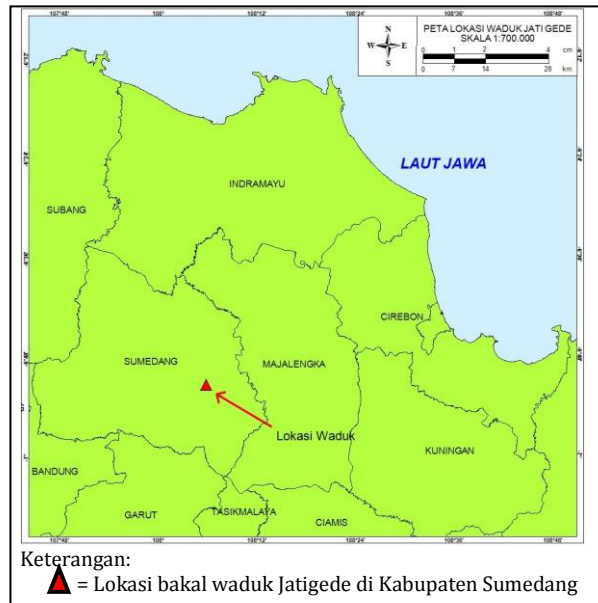 PETA LOKASI WADUK JATI GEDE
SKALA 1:700.000
N
W E
S
0 1 2 4 cm
0 7 14 28 km
LAUT JAWA
INDRAMAYU
SUBANG
CIREBON
SUMEDANG
MAJALENGKA
Lokasi Waduk
KUNINGAN
BANDUNG
GARUT
TASIKMALAYA
CIAMIS
Keterangan:
= Lokasi bakal waduk Jatigede di Kabupaten Sumedang